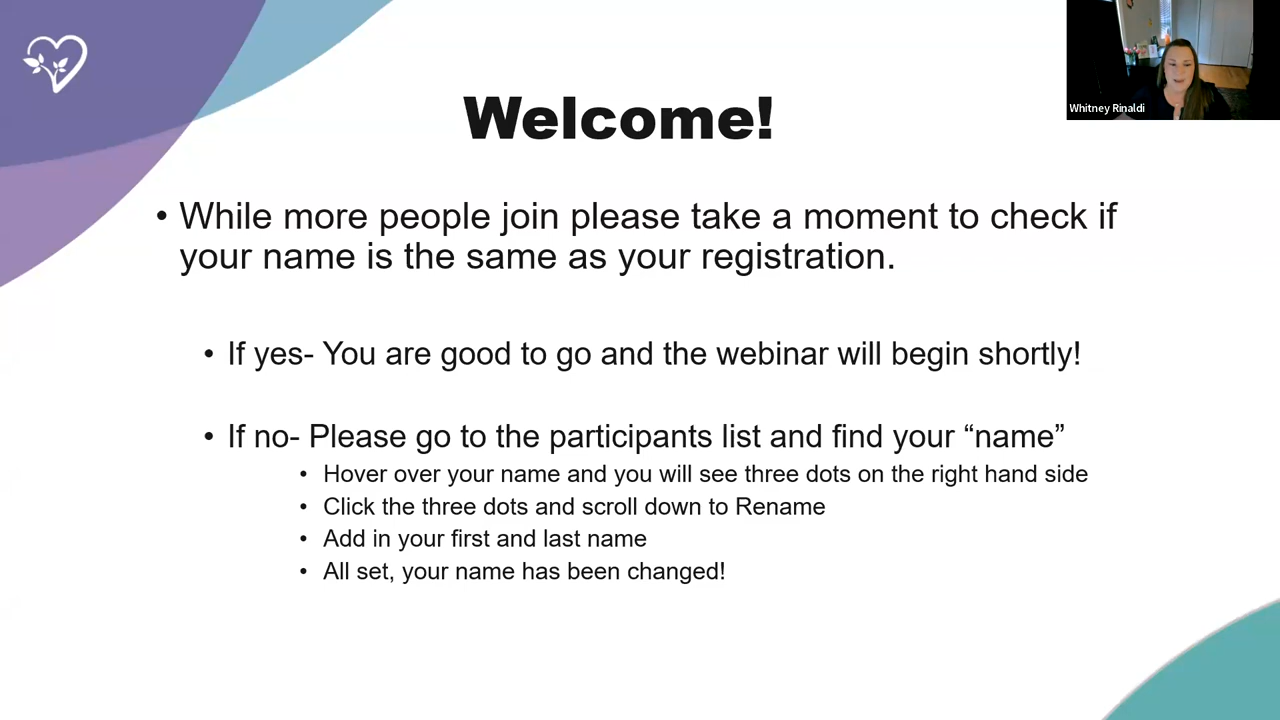 Welcome!
Whitney Rinaldi
• While more people join please take a moment to check if
your name is the same as your registration.
• If yes- You are good to go and the webinar will begin shortly!
• If no- Please go to the participants list and find your “name”
• Hover over your name and you will see three dots on the right hand side
• Click the three dots and scroll down to Rename
• Add in your first and last name
• All set, your name has been changed!